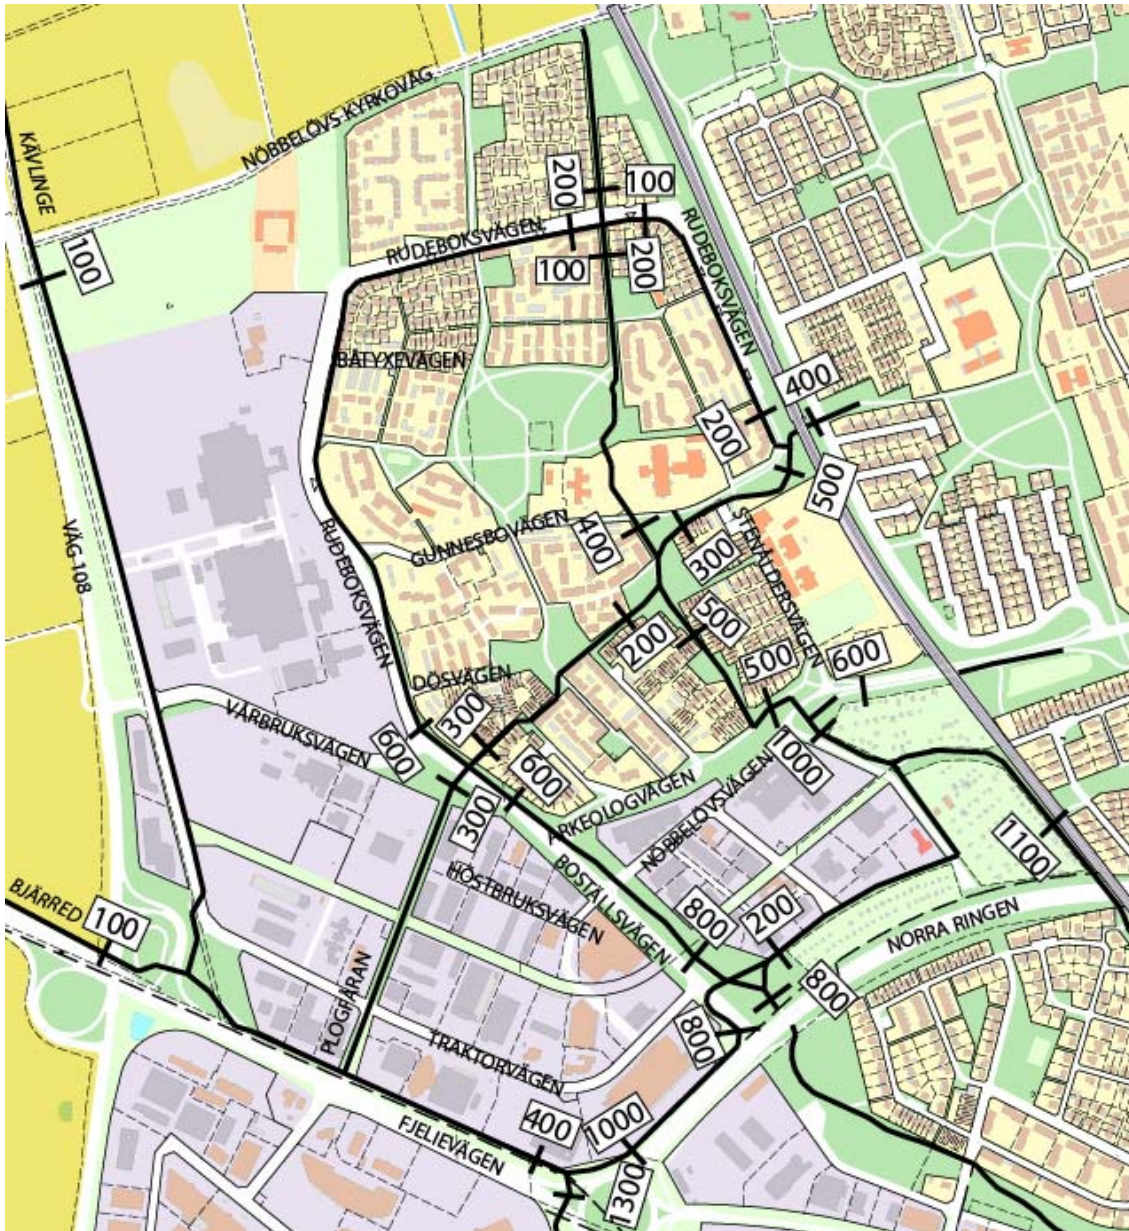 KÄVLINGE
NÖBBELÖVS KYRKOVÄG
200
100
RUDEBOKSVÄGEN
RUDEBOKSVÄGEN
100
100
200
BÅTYXEVÄGEN
400
200
500
VÄG 108
RUDEBOKSVÄGEN
GUNNESBOVÄGEN
400
300
STENÅLDERSVÄGEN
200
500
500
600
DÖSVÄGEN
VÅRBRUKSVÄGEN
300
600
600
300
1000
ARKEOLOGVÄGEN
NÖBBELÖVSVÄGEN
1100
BJÄRRED
100
HÖSTBRUKSVÄGEN
BOSTÄLLSVÄGEN
800
200
NORRA RINGEN
800
PLOGFÅRAN
TRAKTORVÄGEN
800
FJELIEVÄGEN
400
1000
1300